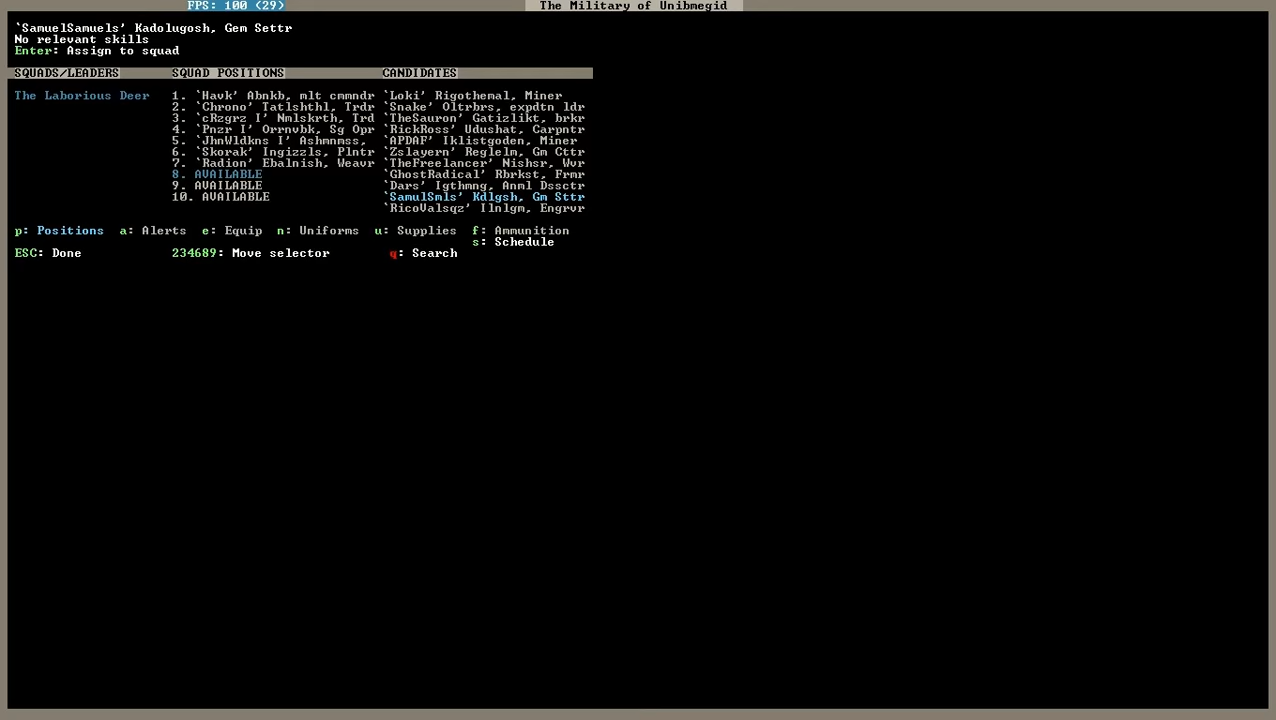 FPS: 100 (29) The Military of Unibmegid
`SamuelSamuels' Kadolugosh, Gem Settr
No relevant skills
Enter: Assign to squad
SQUADS/LEADERS SQUAD POSITIONS CANDIDATES
The Laborious Deer 1. `Havk' Abnkb, mlt cmmndr `Loki' Rigothemal, Miner
2. `Chrono' Tatlshthl, Trdr `Snake' Oltrbrs, expdtn ldr
3. `cRzgrz I' Nmlskrth, Trd `TheSauron' Gatizlikt, brkr
4. `Pnzr I' Ornnvbk, Sg Opr `RickRoss' Udushat, Carpntr
5. `JhnWldkns I' Ashmnmss, `APDAF' Iklistgoden, Miner
6. `Skorak' Ingizzls, Plntr `Zslayern' Reglelm, Gm Cttr
7. `Radion' Ebalnish, Weavr `TheFreelancer' Nishsr, Wvr
8. AVAILABLE `GhostRadical' Rbrkst, Frmr
9. AVAILABLE `Dars' Igthmng, Anml Dssctr
10. AVAILABLE `SamulSmls' Kdlgsh, Gm Sttr
`RicoValsqz' Ilnlgm, Engrvr
p: Positions a: Alerts e: Equip n: Uniforms u: Supplies f: Ammunition
s: Schedule
ESC: Done 234689: Move selector q: Search